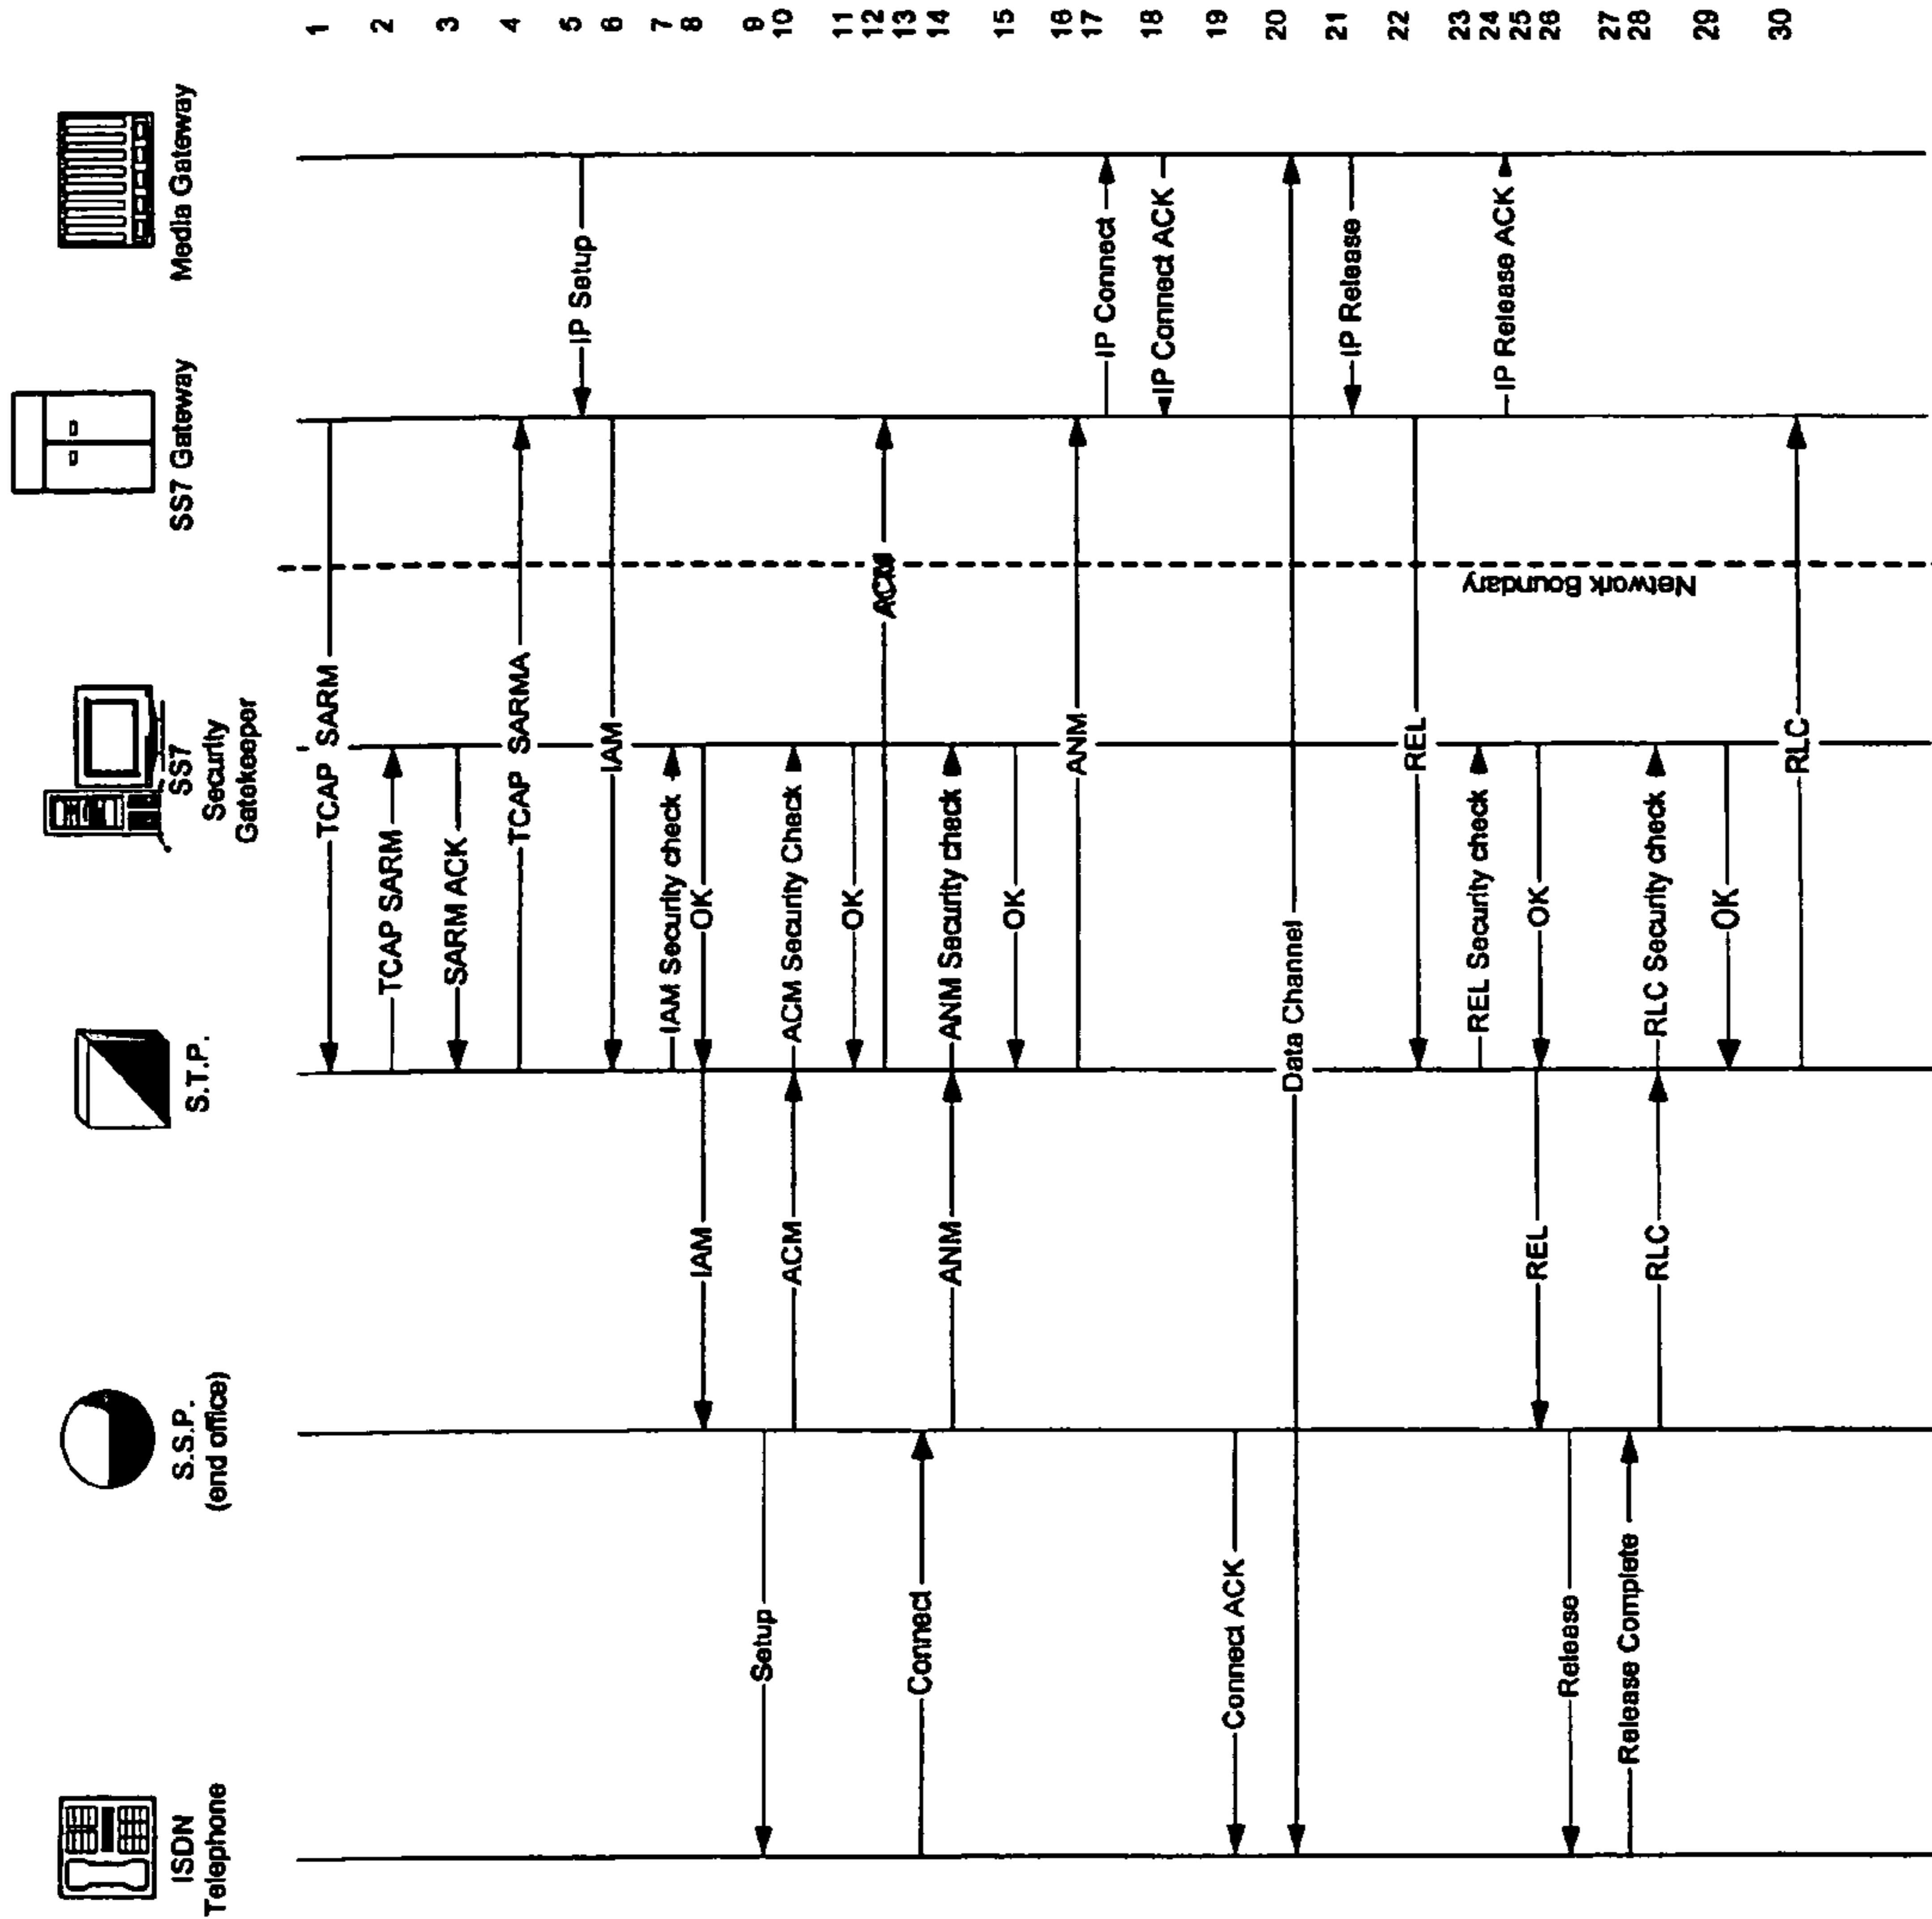 ISDN
Telephone
S.S.P.
(end office)
S.T.P.
SS7
Security
Gatekeeper
SS7 Gateway
Media Gateway
TCAP SARM
1
TCAP SARM
2
SARM ACK
3
TCAP SARMA
4
IP Setup
5
IAM
6
IAM Security check
7
IAM
OK
8
Setup
9
ACM
ACM Security Check
10
OK
11
ACM
12
Connect
13
ANM
ANM Security check
14
OK
15
ANM
16
IP Connect
17
IP Connect ACK
18
Connect ACK
19
Data Channel
20
IP Release
21
REL
22
REL Security check
23
IP Release ACK
24
REL
OK
25
Release
26
Release Complete
27
RLC
RLC Security check
28
OK
29
RLC
30
Network Boundary